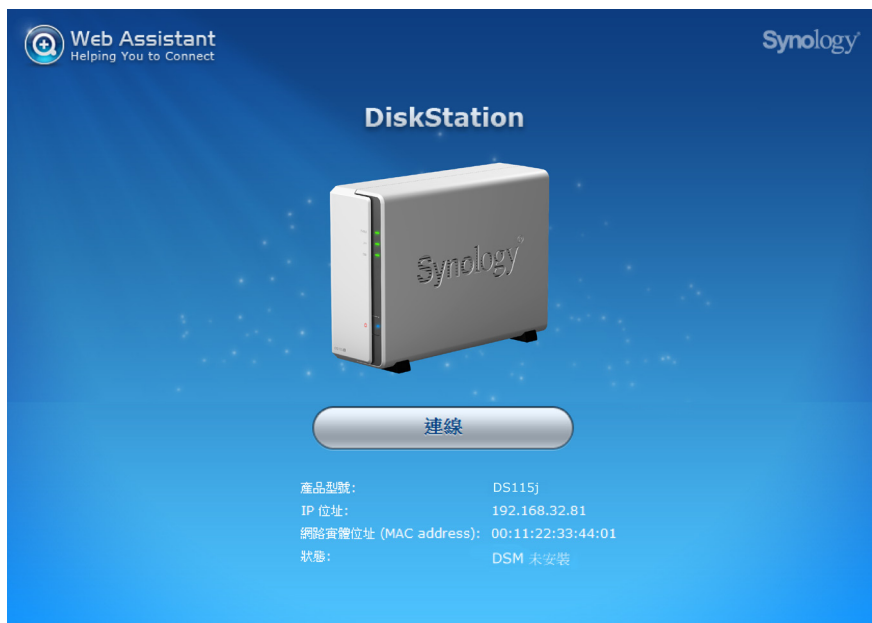 Web Assistant
Helping You to Connect
Synology
DiskStation
Synology
連線
產品型號: DS115j
IP 位址: 192.168.32.81
網路實體位址 (MAC address): 00:11:22:33:44:01
狀態: DSM 未安裝